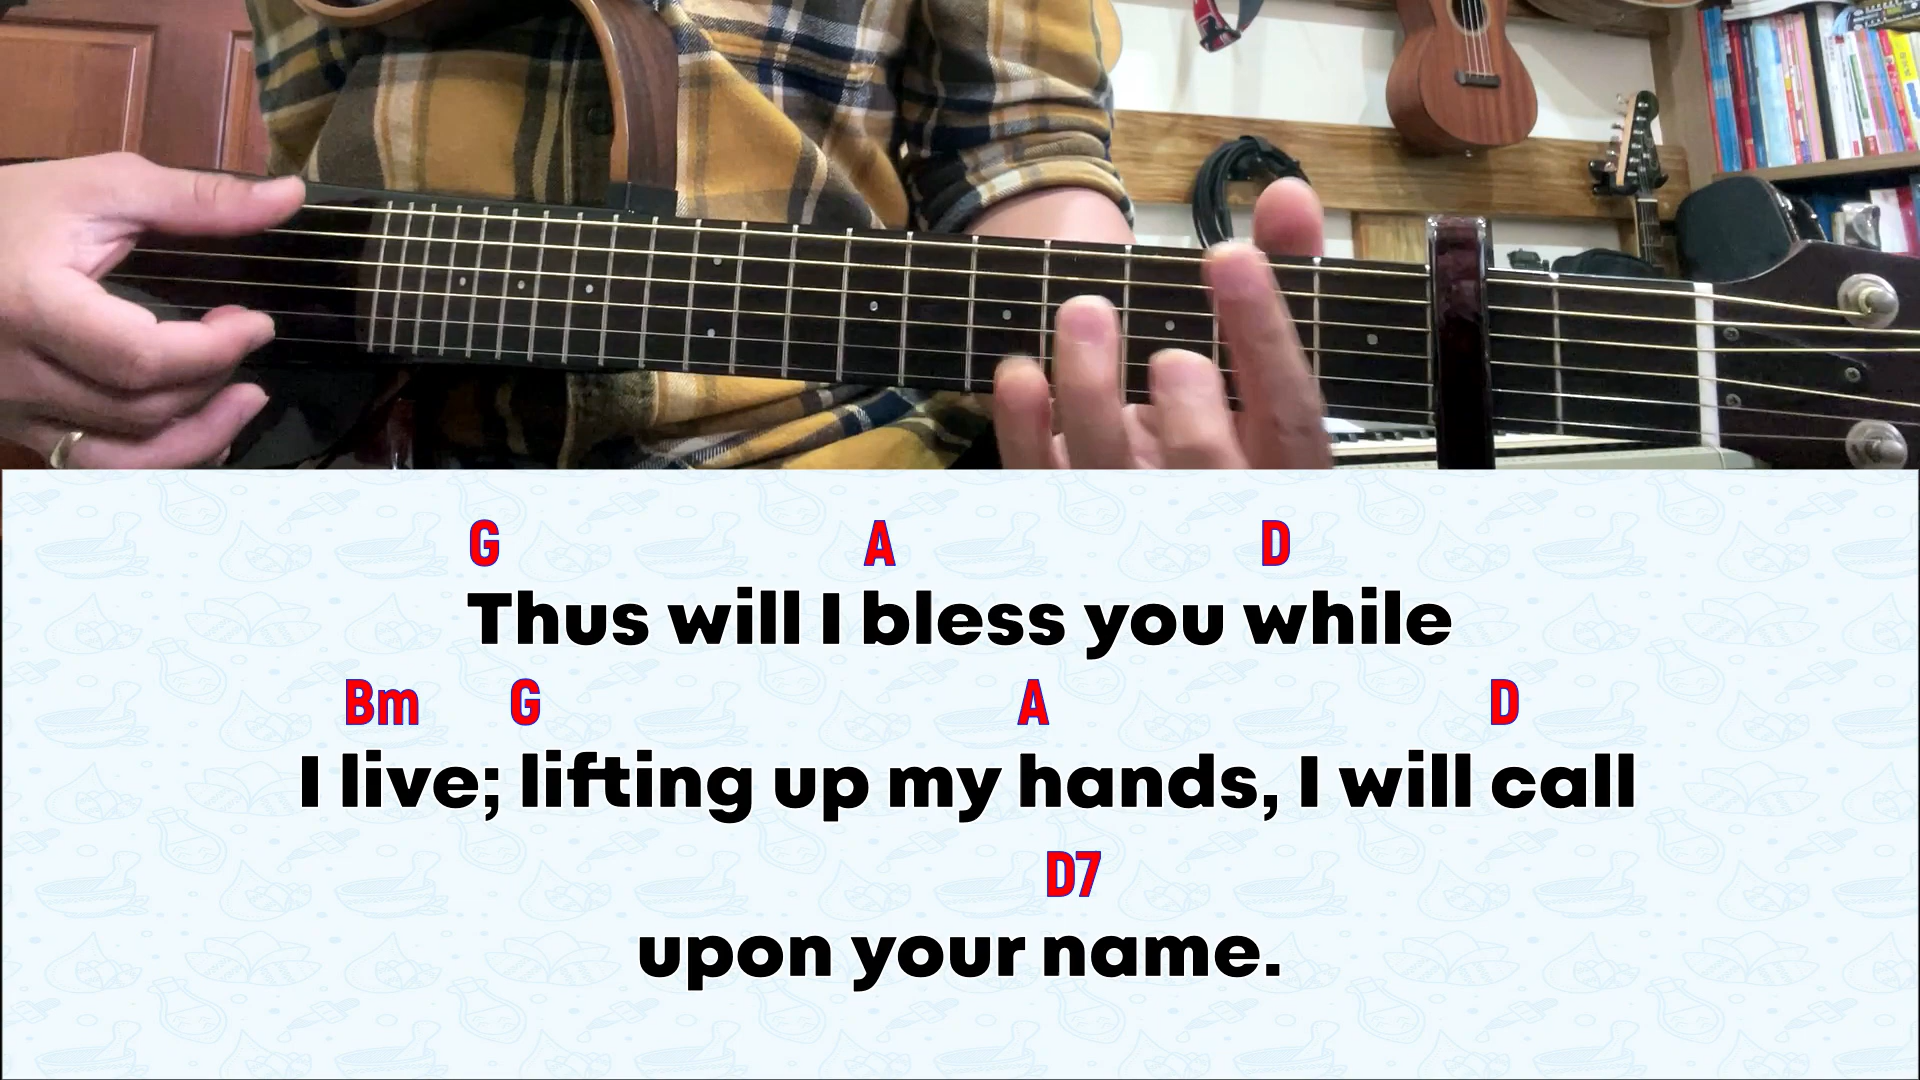 G A D
Thus will I bless you while
Bm G A D
I live; lifting up my hands, I will call
D7
upon your name.